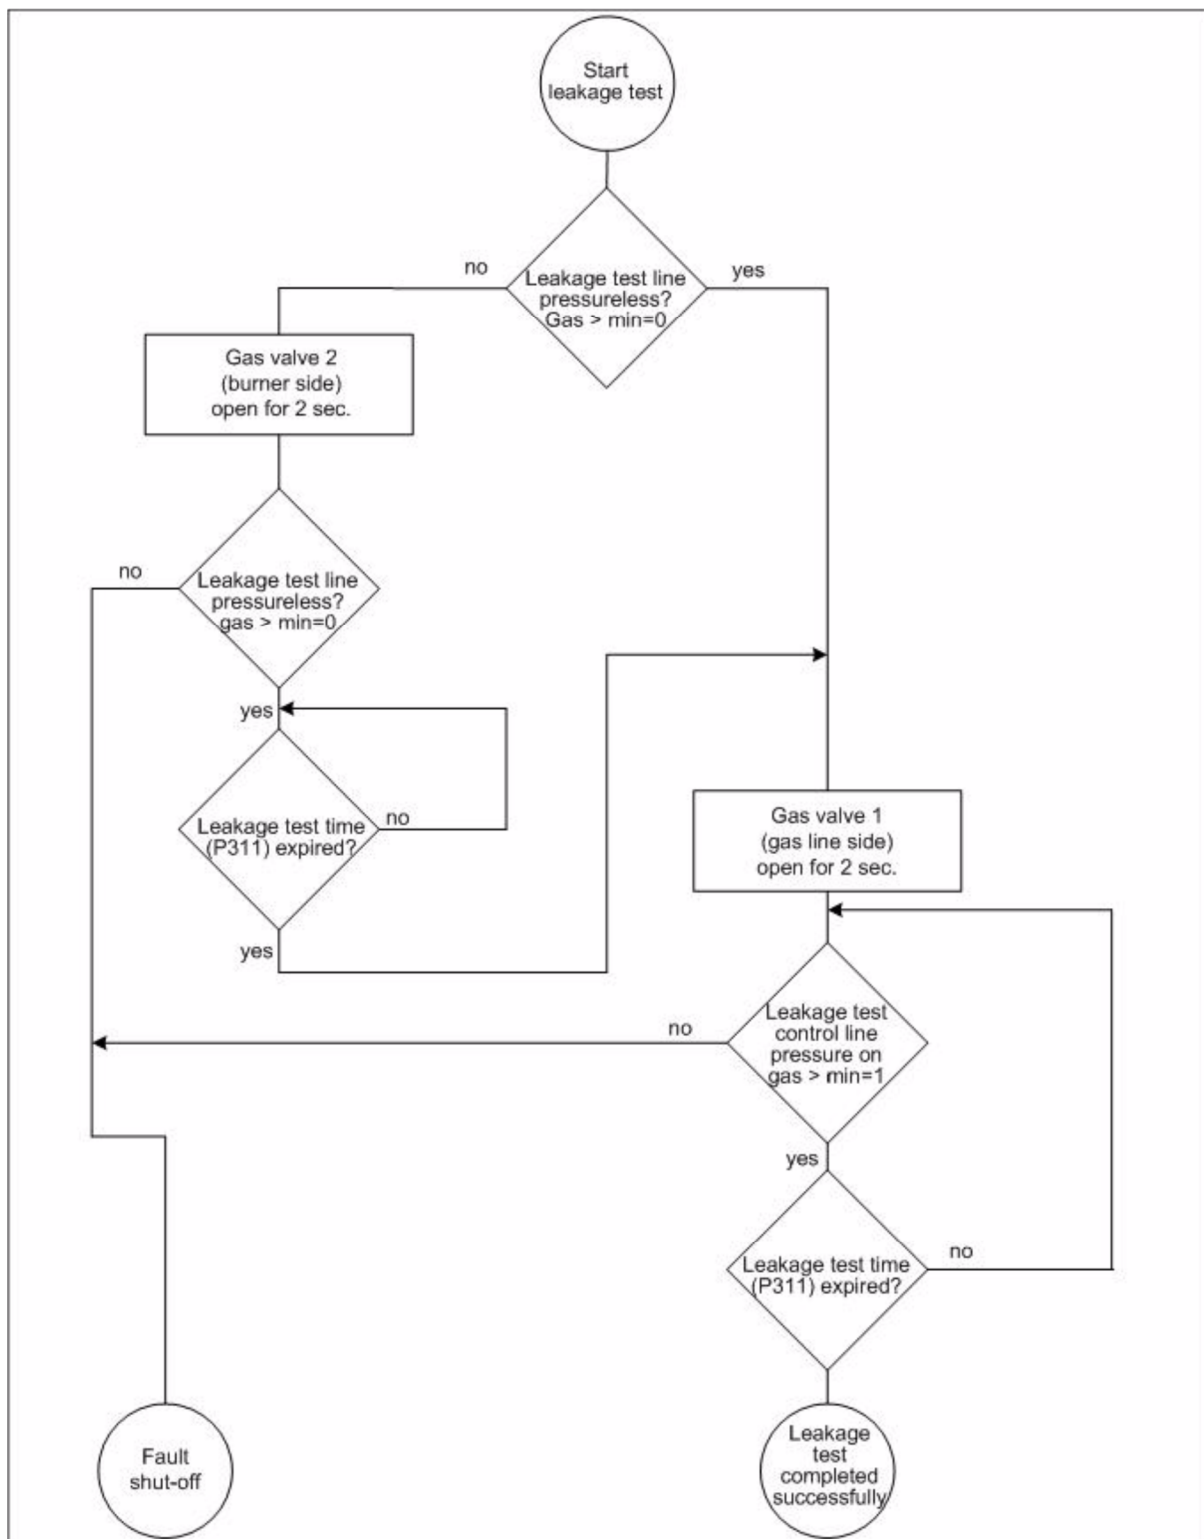 Start
leakage test
no
yes
Leakage test line
pressureless?
Gas > min=0
Gas valve 2
(burner side)
open for 2 sec.
no
Leakage test line
pressureless?
gas > min=0
yes
no
Leakage test time
(P311) expired?
yes
Gas valve 1
(gas line side)
open for 2 sec.
no
Leakage test
control line
pressure on
gas > min=1
yes
no
Leakage test time
(P311) expired?
Fault
shut-off
Leakage
test
completed
successfully